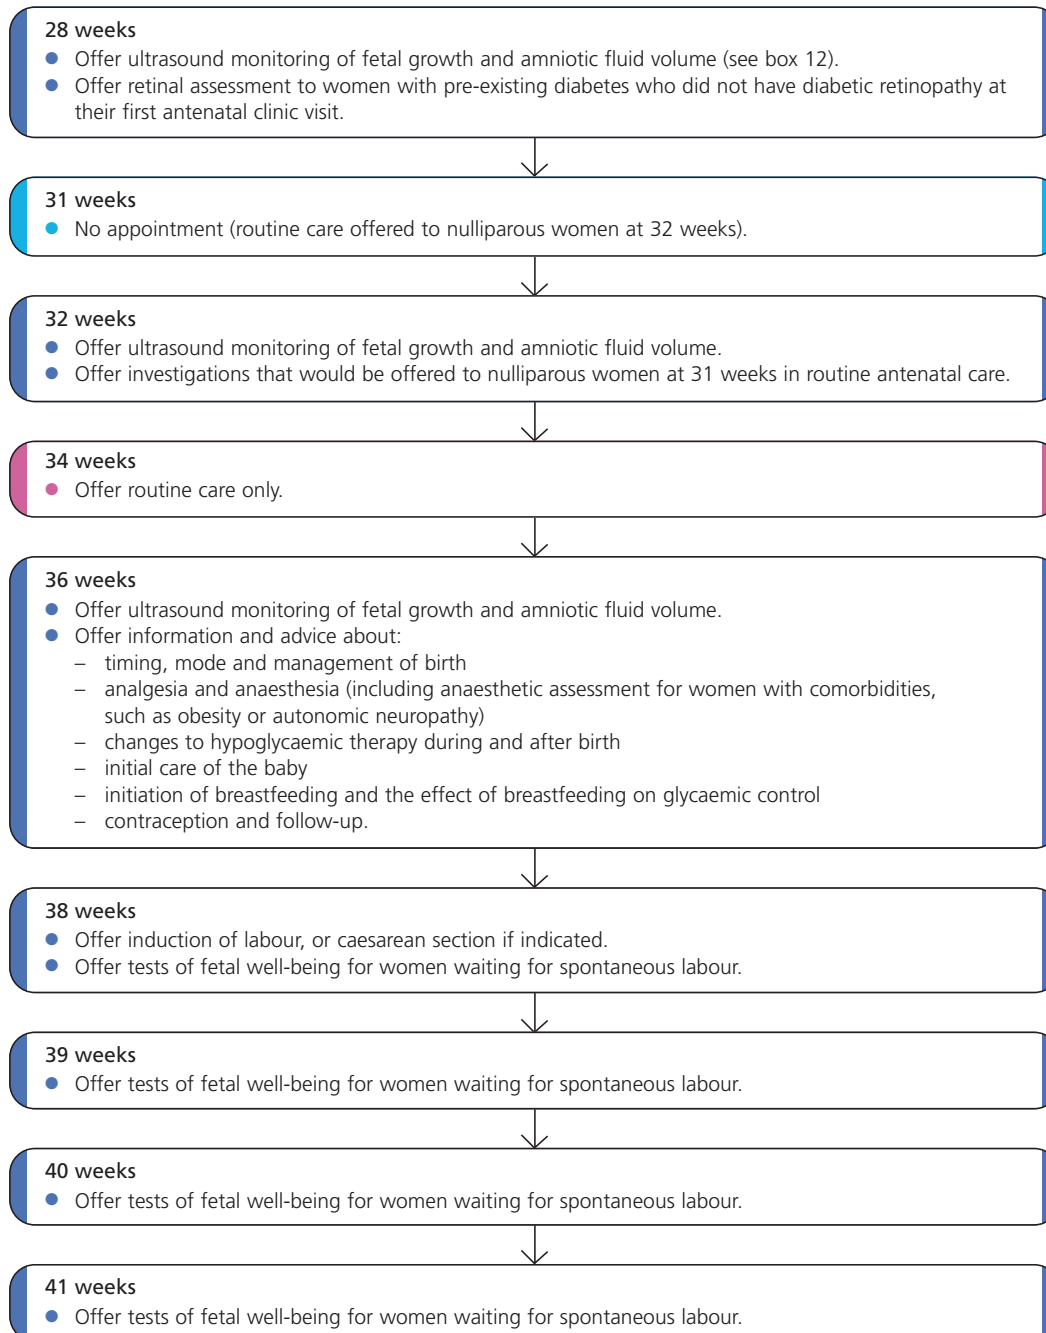 28 weeks
● Offer ultrasound monitoring of fetal growth and amniotic fluid volume (see box 12).
● Offer retinal assessment to women with pre-existing diabetes who did not have diabetic retinopathy at
their first antenatal clinic visit.
31 weeks
● No appointment (routine care offered to nulliparous women at 32 weeks).
32 weeks
● Offer ultrasound monitoring of fetal growth and amniotic fluid volume.
● Offer investigations that would be offered to nulliparous women at 31 weeks in routine antenatal care.
34 weeks
● Offer routine care only.
36 weeks
● Offer ultrasound monitoring of fetal growth and amniotic fluid volume.
● Offer information and advice about:
– timing, mode and management of birth
– analgesia and anaesthesia (including anaesthetic assessment for women with comorbidities,
such as obesity or autonomic neuropathy)
– changes to hypoglycaemic therapy during and after birth
– initial care of the baby
– initiation of breastfeeding and the effect of breastfeeding on glycaemic control
– contraception and follow-up.
38 weeks
● Offer induction of labour, or caesarean section if indicated.
● Offer tests of fetal well-being for women waiting for spontaneous labour.
39 weeks
● Offer tests of fetal well-being for women waiting for spontaneous labour.
40 weeks
● Offer tests of fetal well-being for women waiting for spontaneous labour.
41 weeks
● Offer tests of fetal well-being for women waiting for spontaneous labour.